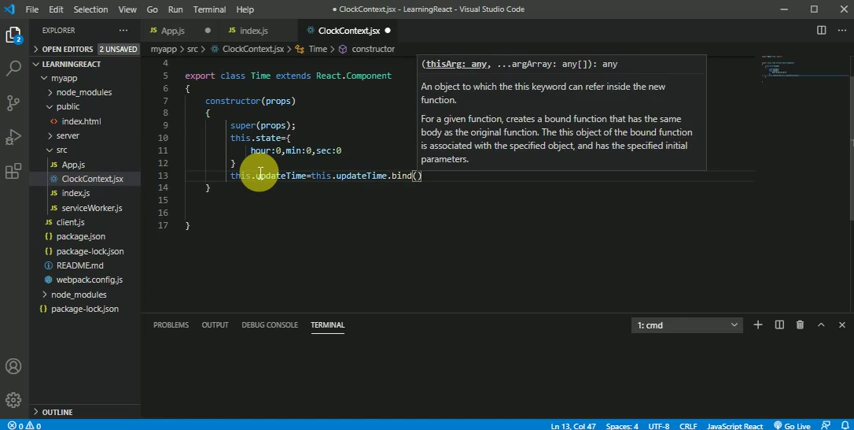 File Edit Selection View Go Run Terminal Help
● ClockContext.jsx - LearningReact - Visual Studio Code
2
EXPLORER
OPEN EDITORS 2 UNSAVED
LEARNINGREACT
myapp
node_modules
public
index.html
server
src
App.js
ClockContext.jsx
index.js
serviceWorker.js
client.js
package.json
package-lock.json
README.md
webpack.config.js
node_modules
package-lock.json
OUTLINE
JS App.js ●
JS index.js
ClockContext.jsx ●
myapp > src > ClockContext.jsx > Time > constructor
4
5 export class Time extends React.Component
6 {
7 constructor(props)
8 {
9 super(props);
10 this.state={
11 hour:0,min:0,sec:0
12 }
13 this.updateTime=this.updateTime.bind()
14 }
15
16
17 }
(thisArg: any, ...argArray: any[]): any
An object to which the this keyword can refer inside the new
function.
For a given function, creates a bound function that has the same
body as the original function. The this object of the bound function
is associated with the specified object, and has the specified initial
parameters.
PROBLEMS OUTPUT DEBUG CONSOLE TERMINAL
1: cmd
0 0
Ln 13, Col 47 Spaces: 4 UTF-8 CRLF JavaScript React Go Live